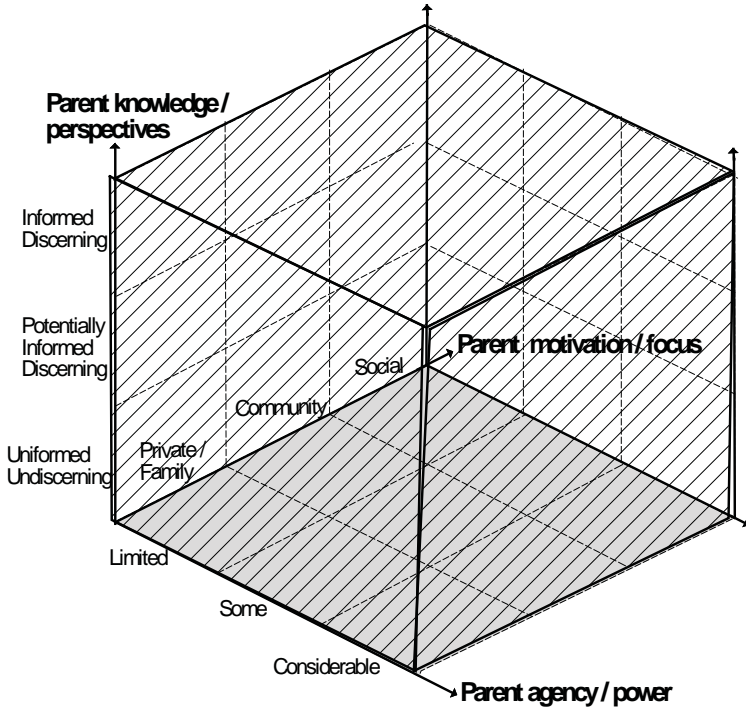 Parent knowledge /
perspectives
Informed
Discerning
Potentially
Informed
Discerning
Parent motivation / focus
Social
Community
Private /
Family
Uniformed
Undiscerning
Limited
Some
Considerable
Parent agency / power